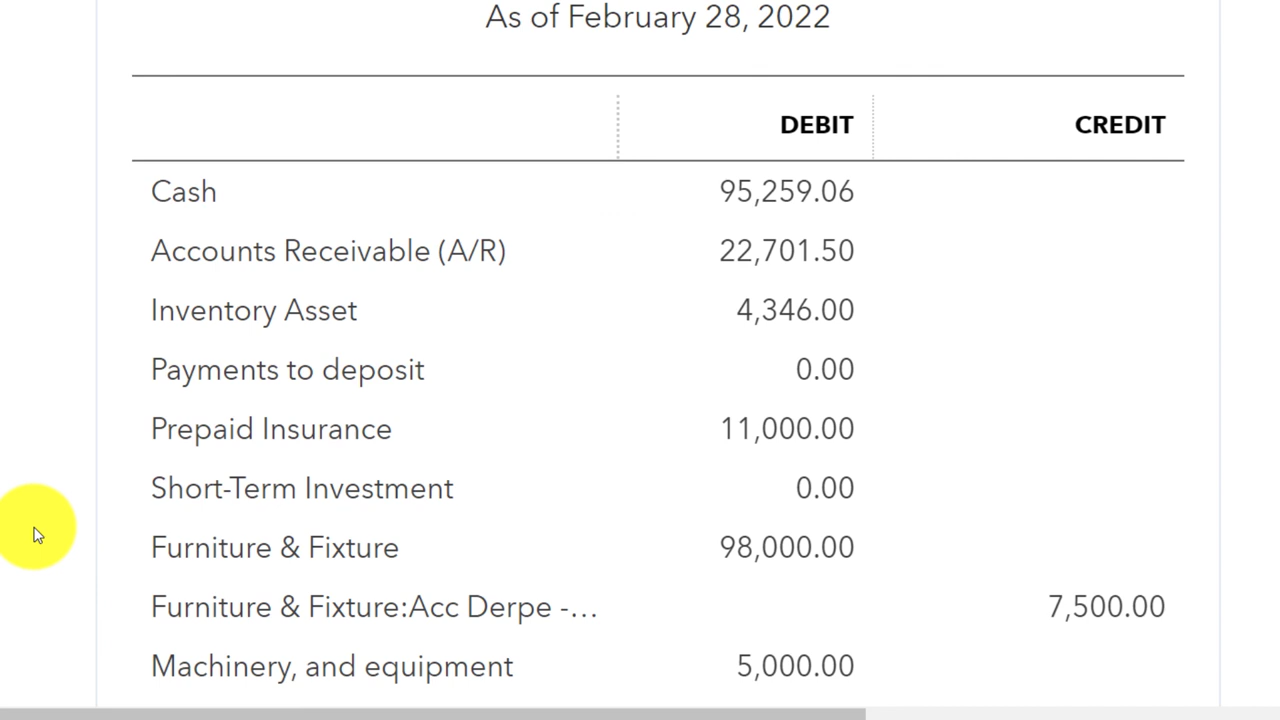 As of February 28, 2022
DEBIT CREDIT
Cash 95,259.06
Accounts Receivable (A/R) 22,701.50
Inventory Asset 4,346.00
Payments to deposit 0.00
Prepaid Insurance 11,000.00
Short-Term Investment 0.00
Furniture & Fixture 98,000.00
Furniture & Fixture:Acc Derpe -... 7,500.00
Machinery, and equipment 5,000.00